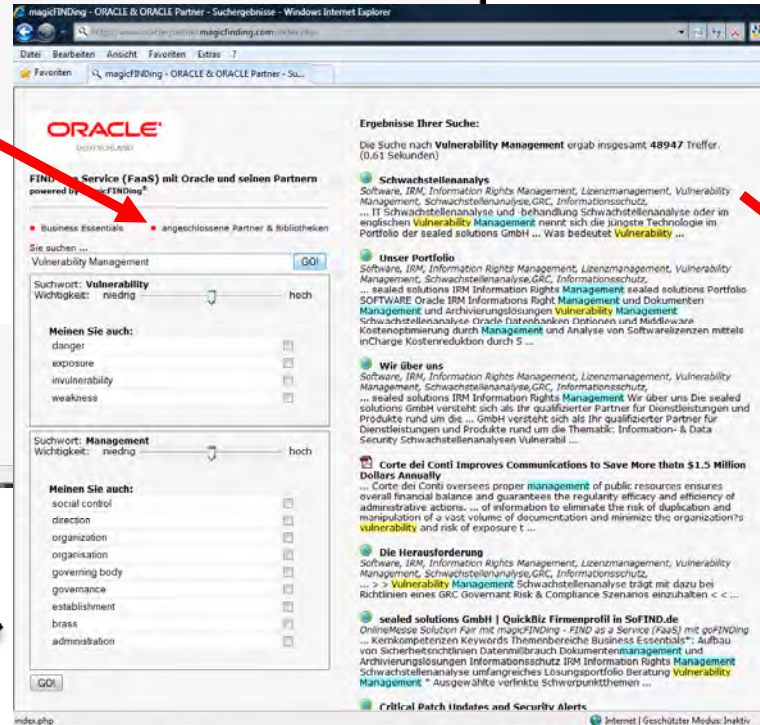 magicFINDing - ORACLE & ORACLE Partner - Suchergebnisse - Windows Internet Explorer
magicfinding.com
Datei Bearbeiten Ansicht Favoriten Extras ?
Favoriten magicFINDing - ORACLE & ORACLE Partner - Su...
ORACLE
DEUTSCHLAND
Service (FaaS) mit Oracle und seinen Partnern
powered by
Business Essentials angeschlossene Partner & Bibliotheken
Sie suchen ...
Vulnerability Management GO!
Suchwort: Vulnerability
Wichtigkeit: niedrig hoch
Meinen Sie auch:
danger
exposure
invulnerability
weakness
Suchwort: Management
Wichtigkeit: niedrig hoch
Meinen Sie auch:
social control
direction
organization
organisation
governing body
governance
establishment
brass
administration
GO!
Ergebnisse Ihrer Suche:
Die Suche nach Vulnerability Management ergab insgesamt 48947 Treffer.
(0,61 Sekunden)
Schwachstellenanalys
Software, IRM, Information Rights Management, Lizenzmanagement, Vulnerability
Management, Schwachstellenanalyse,GRC, Informationsschutz,
... IT Schwachstellenanalyse und -behandlung Schwachstellenanalyse oder im
englischen Vulnerability Management nennt sich die jüngste Technologie im
Portfolio der sealed solutions GmbH ... Was bedeutet Vulnerability ...
Unser Portfolio
Software, IRM, Information Rights Management, Lizenzmanagement, Vulnerability
Management, Schwachstellenanalyse,GRC, Informationsschutz,
... sealed solutions IRM Information Rights Management sealed solutions Portfolio
SOFTWARE Oracle IRM Informations Right Management und Dokumenten
Management und Archivierungslösungen Vulnerability Management
Schwachstellenanalyse Oracle Datenbanken Optionen und Middleware
Kostenoptimierung durch Management und Analyse von Softwarelizenzen mittels
inCharge Kostenreduktion durch S ...
Wir über uns
Software, IRM, Information Rights Management, Lizenzmanagement, Vulnerability
Management, Schwachstellenanalyse,GRC, Informationsschutz,
... sealed solutions IRM Information Rights Management Wir über uns Die sealed
solutions GmbH versteht sich als Ihr qualifizierter Partner für Dienstleistungen und
Produkte rund um die ... GmbH versteht sich als Ihr qualifizierter Partner für
Dienstleistungen und Produkte rund um die Thematik: Information- & Data
Security Schwachstellenanalysen Vulnerabil ...
Corte dei Conti Improves Communications to Save More thatn $1.5 Million
Dollars Annually
... Corte dei Conti oversees proper management of public resources ensures
overall financial balance and guarantees the regularity efficacy and efficiency of
administrative actions. ... of information to eliminate the risk of duplication and
manipulation of a vast volume of documentation and minimize the organization?s
vulnerability and risk of exposure t ...
Die Herausforderung
Software, IRM, Information Rights Management, Lizenzmanagement, Vulnerability
Management, Schwachstellenanalyse,GRC, Informationsschutz,
... > > Vulnerability Management Schwachstellenanalyse trägt mit dazu bei
Richtlinien eines GRC Governant Risk & Compliance Szenarios einzuhalten < < ...
sealed solutions GmbH | QuickBiz Firmenprofil in SoFIND.de
OnlineMesse Solution Fair mit magicFINDing - FIND as a Service (FaaS) mit goFINDing
... Kernkompetenzen Keywords Themenbereiche Business Essentials*: Aufbau
von Sicherheitsrichtlinien Datenmißbrauch Dokumentenmanagement und
Archivierungslösungen Informationsschutz IRM Information Rights Management
Schwachstellenanalyse umfangreiches Lösungsportfolio Beratung Vulnerability
Management * Ausgewählte verlinkte Schwerpunktthemen ...
Critical Patch Updates and Security Alerts
index.php Internet | Geschützter Modus: Inaktiv